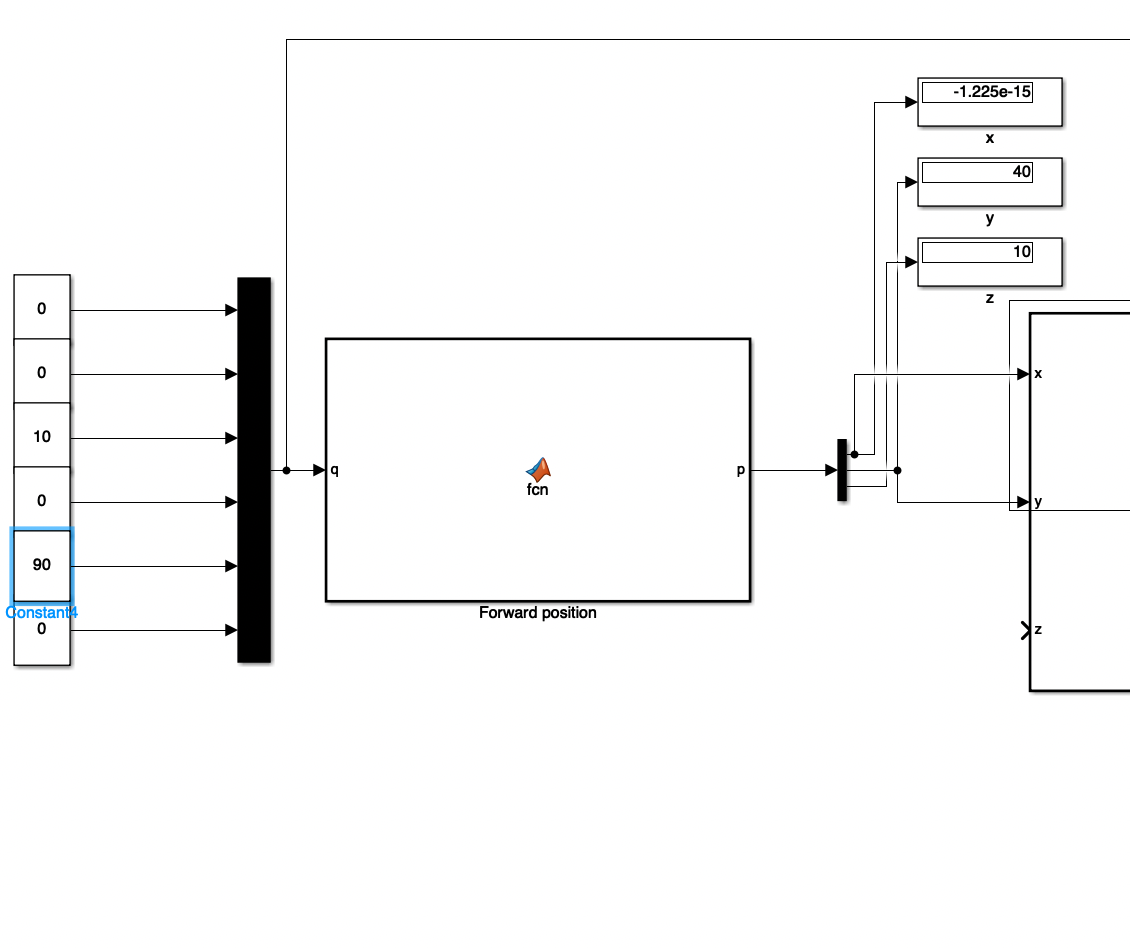 -1.225e-15
x
40
y
10
z
0
0
10
0
90
Constant4
0
q
fcn
p
Forward position
x
y
z